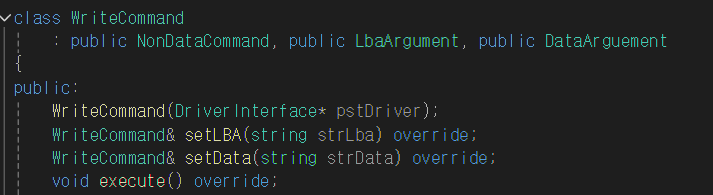 class WriteCommand
: public NonDataCommand, public LbaArgument, public DataArguement
{
public:
WriteCommand(DriverInterface* pstDriver);
WriteCommand& setLBA(string strLba) override;
WriteCommand& setData(string strData) override;
void execute() override;